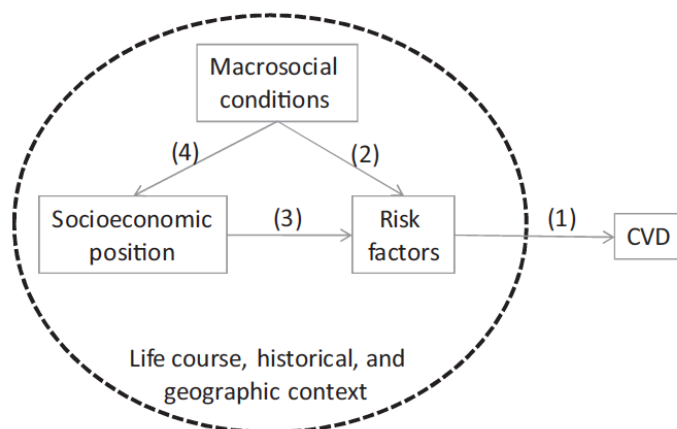 Macrosocial
conditions
(4)
(2)
Socioeconomic
position
(3)
Risk
factors
(1)
CVD
Life course, historical, and
geographic context